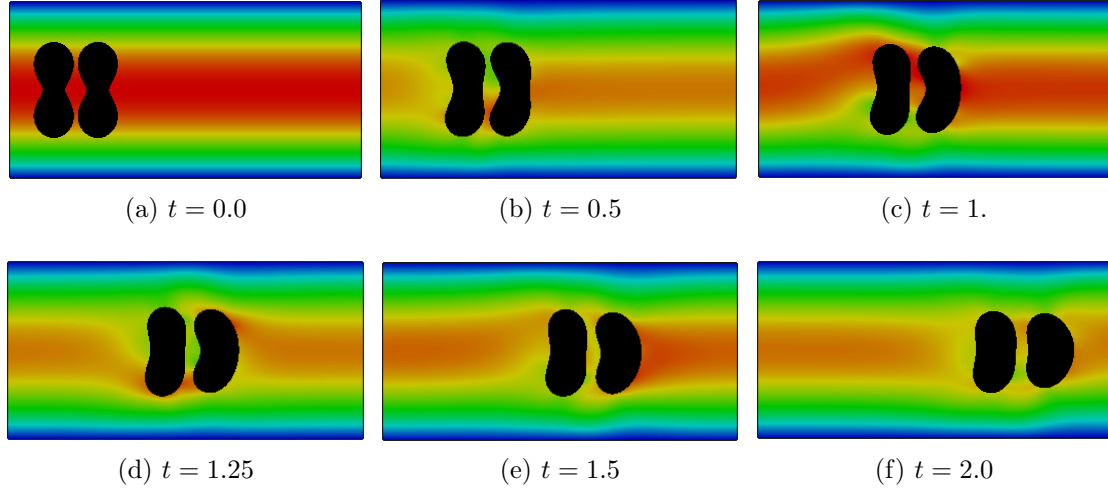 (a) t = 0.0
(b) t = 0.5
(c) t = 1.
(d) t = 1.25
(e) t = 1.5
(f) t = 2.0